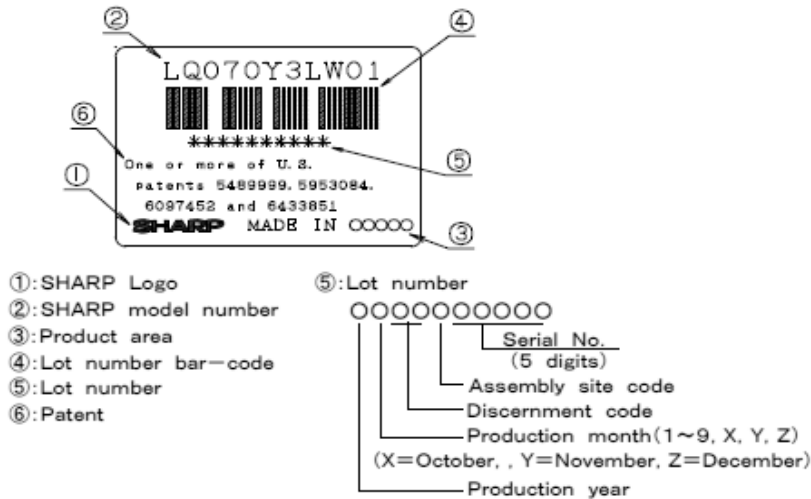 ② ④
LQ070Y3LW01
⑥ **********
One or more of U.S. ⑤
patents 5489999.5953084.
① 6097452 and 6433851
SHARP MADE IN ○○○○○ ③
①:SHARP Logo
②:SHARP model number
③:Product area
④:Lot number bar-code
⑤:Lot number
⑥:Patent
⑤:Lot number
○○○○○○○○○○
Serial No.
(5 digits)
Assembly site code
Discernment code
Production month(1~9, X, Y, Z)
(X=October, , Y=November, Z=December)
Production year